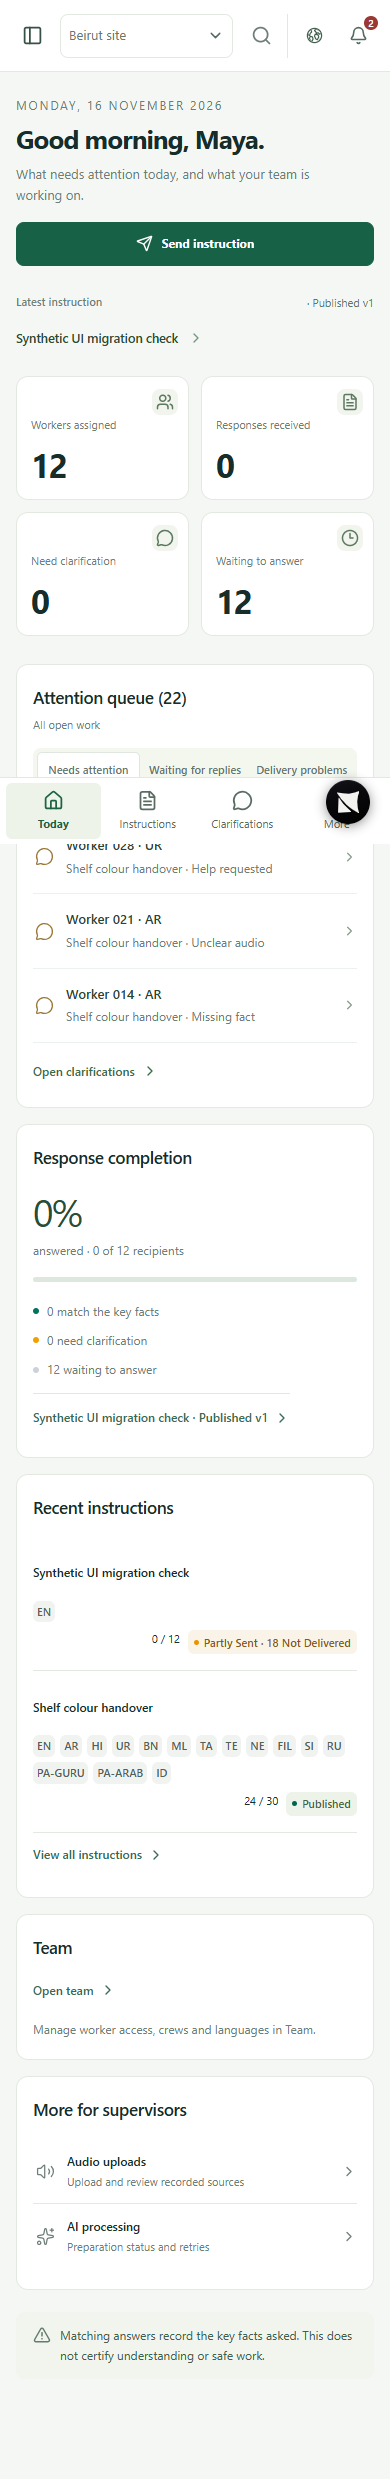 Beirut site
2
MONDAY, 16 NOVEMBER 2026
Good morning, Maya.
What needs attention today, and what your team is
working on.
Send instruction
Latest instruction
· Published v1
Synthetic UI migration check
Workers assigned
12
Responses received
0
Need clarification
0
Waiting to answer
12
Attention queue (22)
All open work
Needs attention
Waiting for replies
Delivery problems
Today
Instructions
Clarifications
More
Worker 028 · UR
Shelf colour handover · Help requested
Worker 021 · AR
Shelf colour handover · Unclear audio
Worker 014 · AR
Shelf colour handover · Missing fact
Open clarifications
Response completion
0%
answered · 0 of 12 recipients
0 match the key facts
0 need clarification
12 waiting to answer
Synthetic UI migration check · Published v1
Recent instructions
Synthetic UI migration check
EN
0 / 12
Partly Sent · 18 Not Delivered
Shelf colour handover
EN AR HI UR BN ML TA TE NE FIL SI RU
PA-GURU PA-ARAB ID
24 / 30
Published
View all instructions
Team
Open team
Manage worker access, crews and languages in Team.
More for supervisors
Audio uploads
Upload and review recorded sources
AI processing
Preparation status and retries
Matching answers record the key facts asked. This does
not certify understanding or safe work.